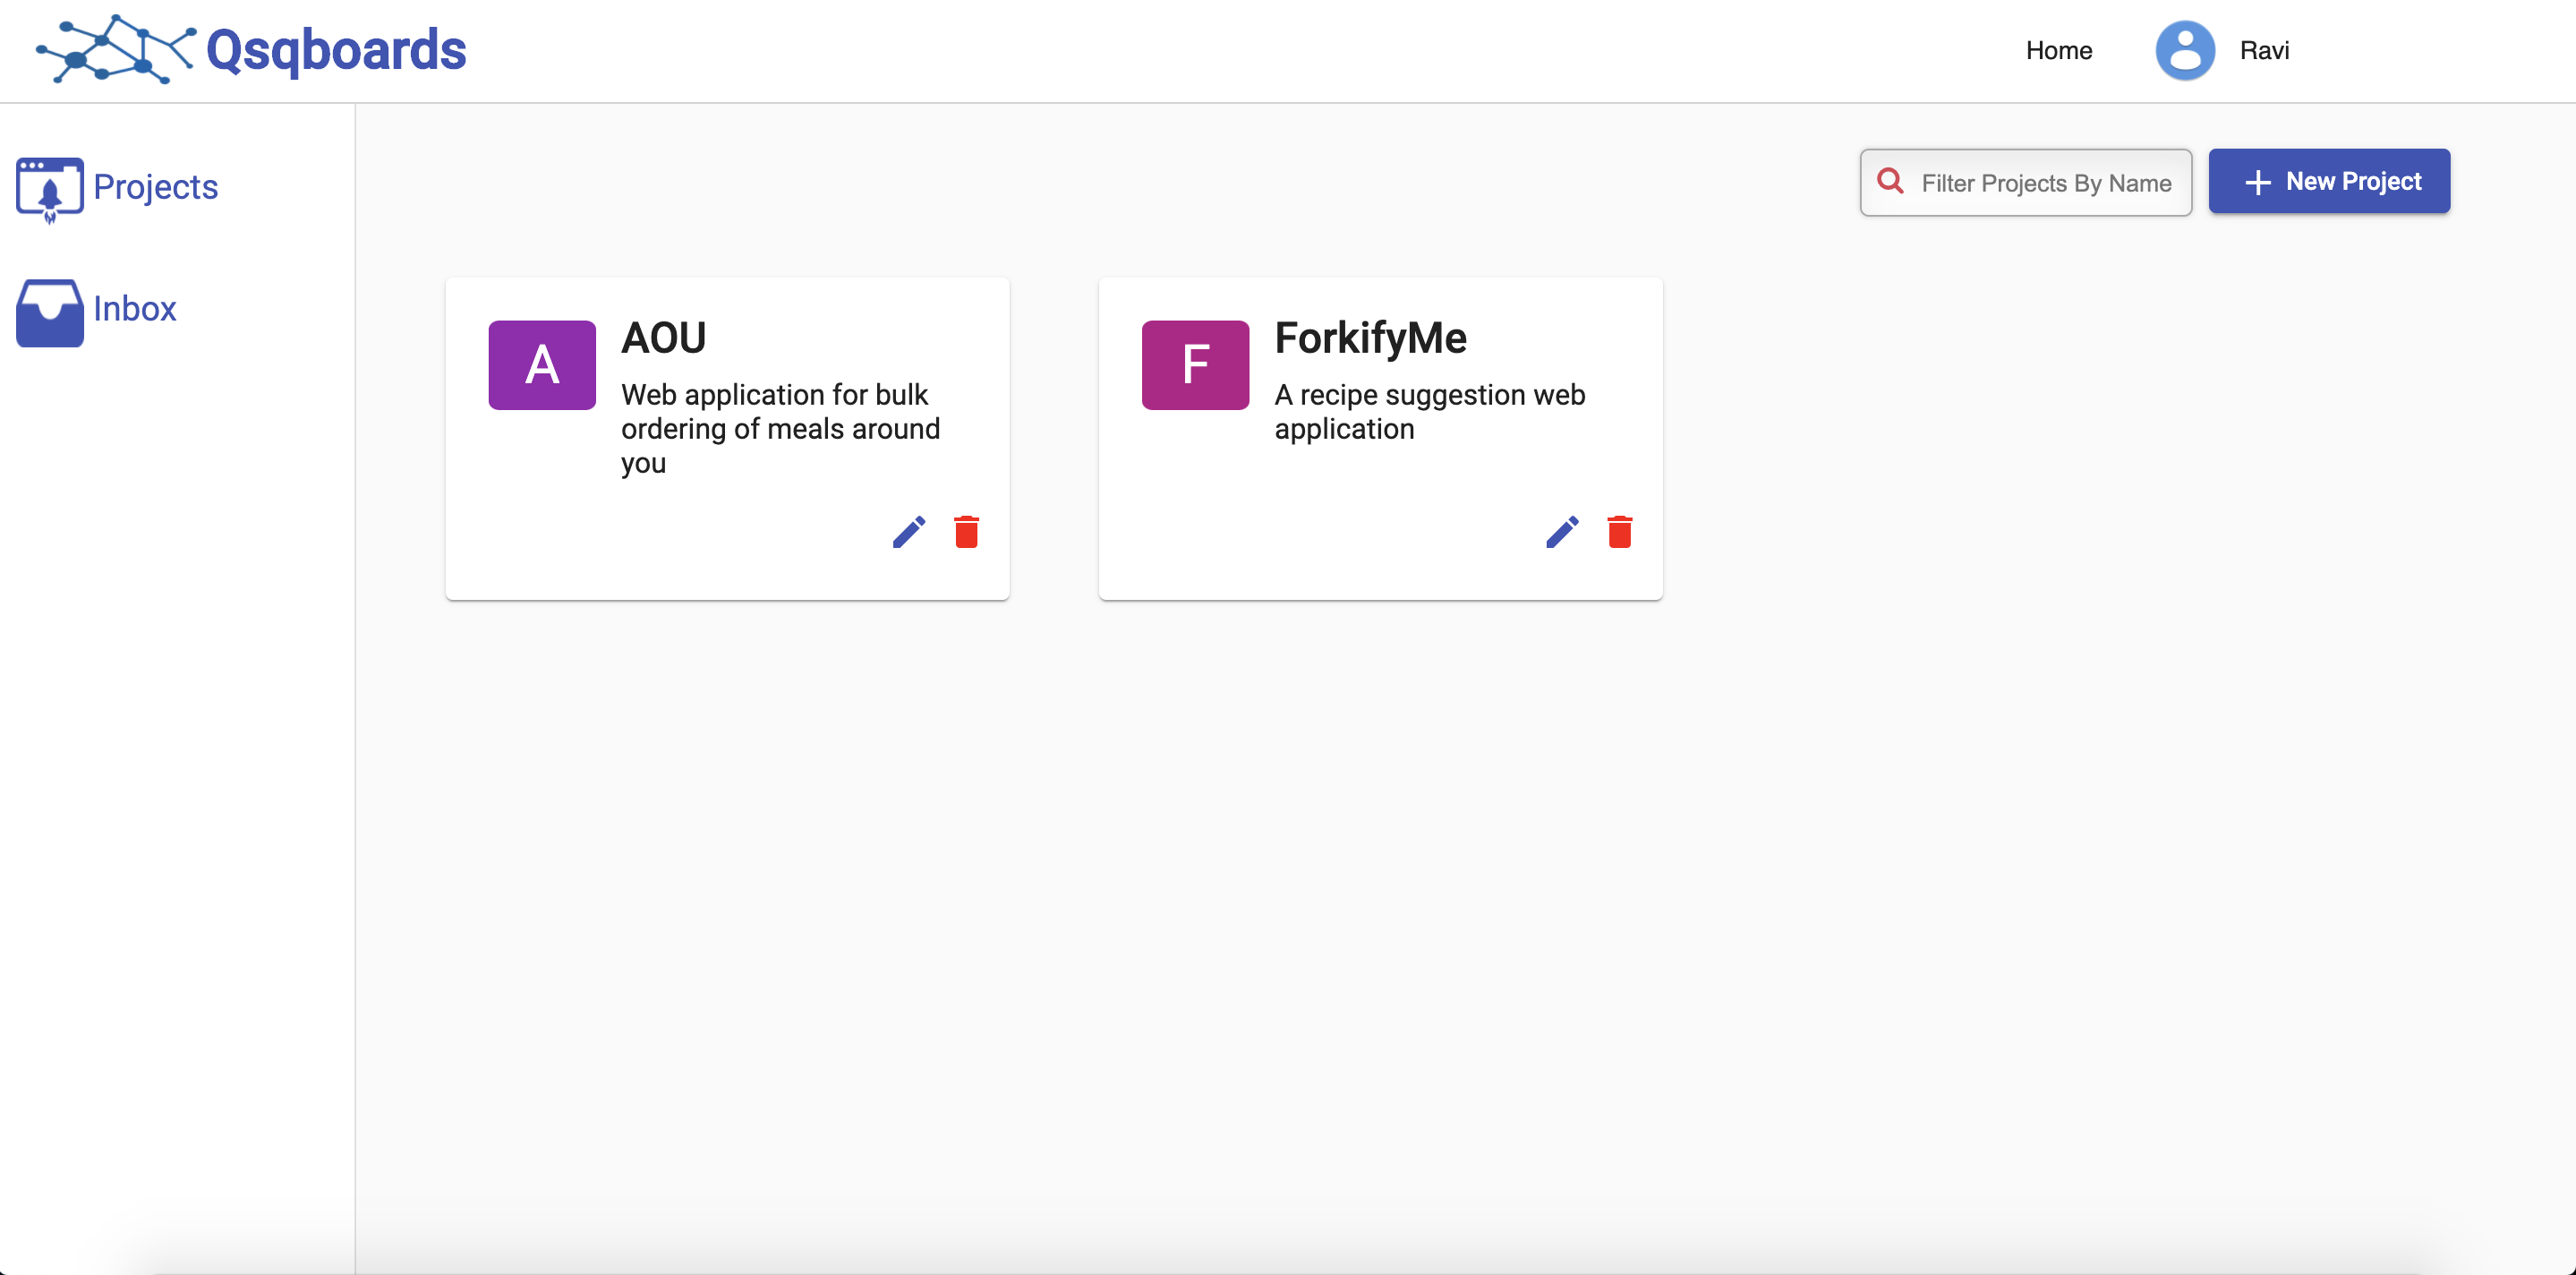 Qsqboards
Home
Ravi
Projects
Inbox
Filter Projects By Name
New Project
A
AOU
Web application for bulk
ordering of meals around
you
F
ForkifyMe
A recipe suggestion web
application